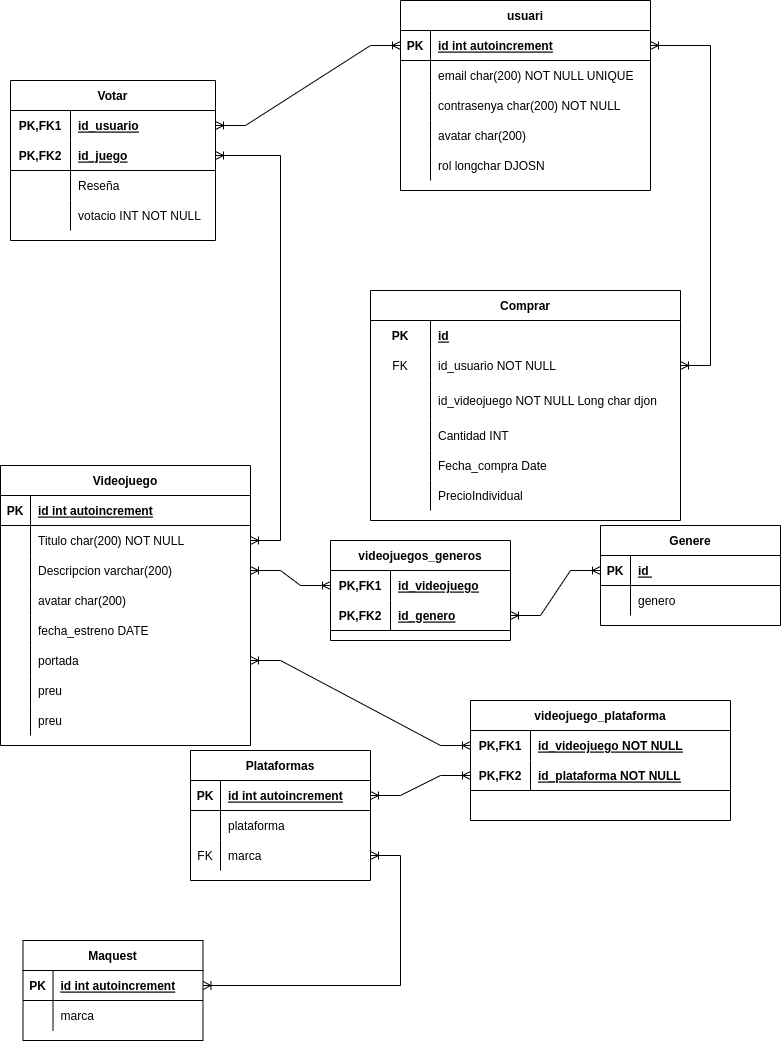 usuari
PK id int autoincrement
email char(200) NOT NULL UNIQUE
contrasenya char(200) NOT NULL
avatar char(200)
rol longchar DJOSN
Votar
PK,FK1 id_usuario
PK,FK2 id_juego
Reseña
votacio INT NOT NULL
Comprar
PK id
FK id_usuario NOT NULL
id_videojuego NOT NULL Long char djon
Cantidad INT
Fecha_compra Date
PrecioIndividual
Videojuego
PK id int autoincrement
Titulo char(200) NOT NULL
Descripcion varchar(200)
avatar char(200)
fecha_estreno DATE
portada
preu
preu
videojuegos_generos
PK,FK1 id_videojuego
PK,FK2 id_genero
Genere
PK id
genero
videojuego_plataforma
PK,FK1 id_videojuego NOT NULL
PK,FK2 id_plataforma NOT NULL
Plataformas
PK id int autoincrement
plataforma
FK marca
Maquest
PK id int autoincrement
marca